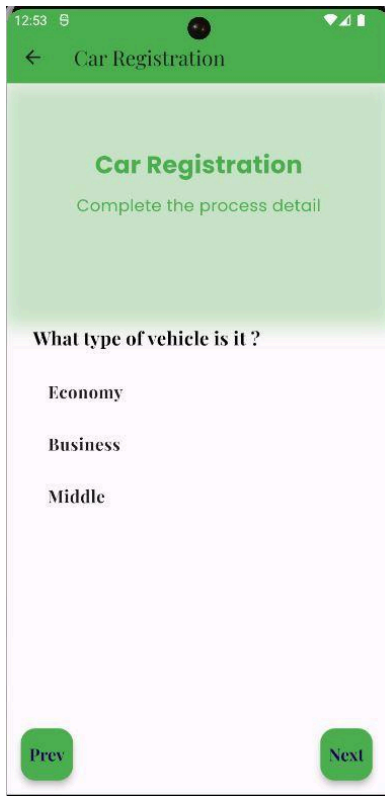 12:53
Car Registration
Car Registration
Complete the process detail
What type of vehicle is it ?
Economy
Business
Middle
Prev
Next